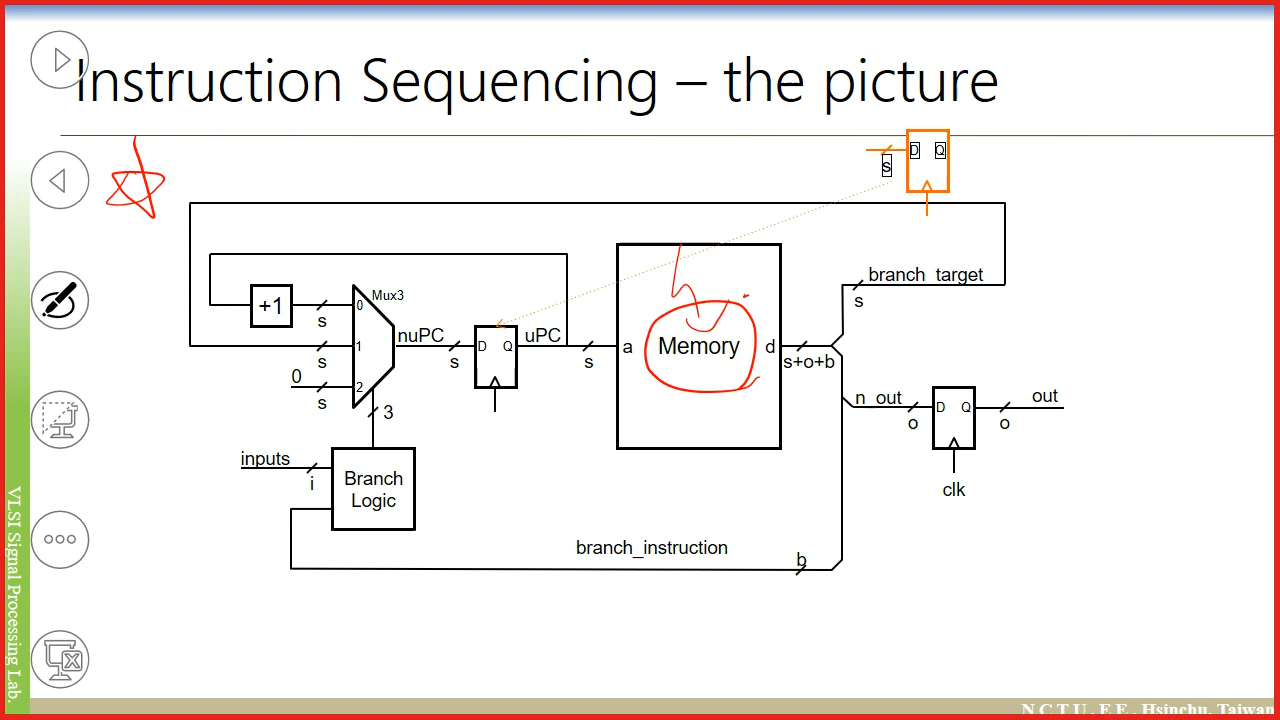 Instruction Sequencing – the picture
D Q
s
branch_target
s
+1
s
0
Mux3
nuPC
s
D Q
uPC
s
a
Memory
d
s+o+b
1
s
0
2
s
3
n_out
o
D Q
out
o
clk
inputs
i
Branch
Logic
branch_instruction
b
VLSI Signal Processing Lab.
N C T U . E E , Hsinchu, Taiwan